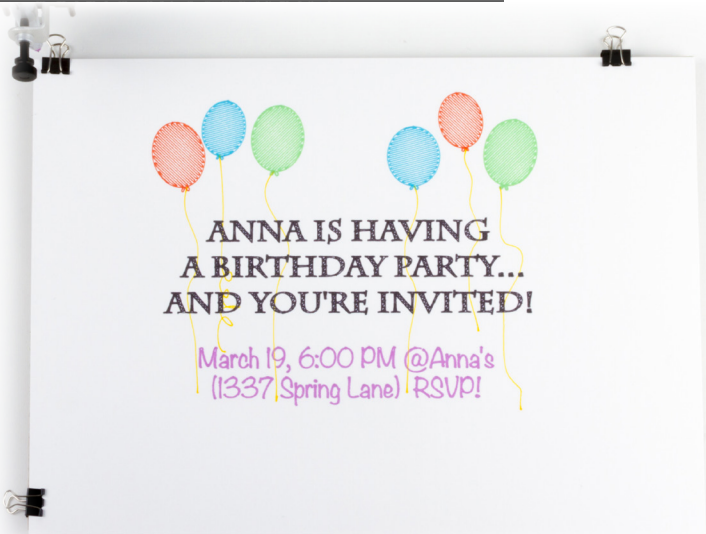 ANNA IS HAVING
A BIRTHDAY PARTY...
AND YOU'RE INVITED!
March 19, 6:00 PM @Anna's
(1337 Spring Lane) RSVP!